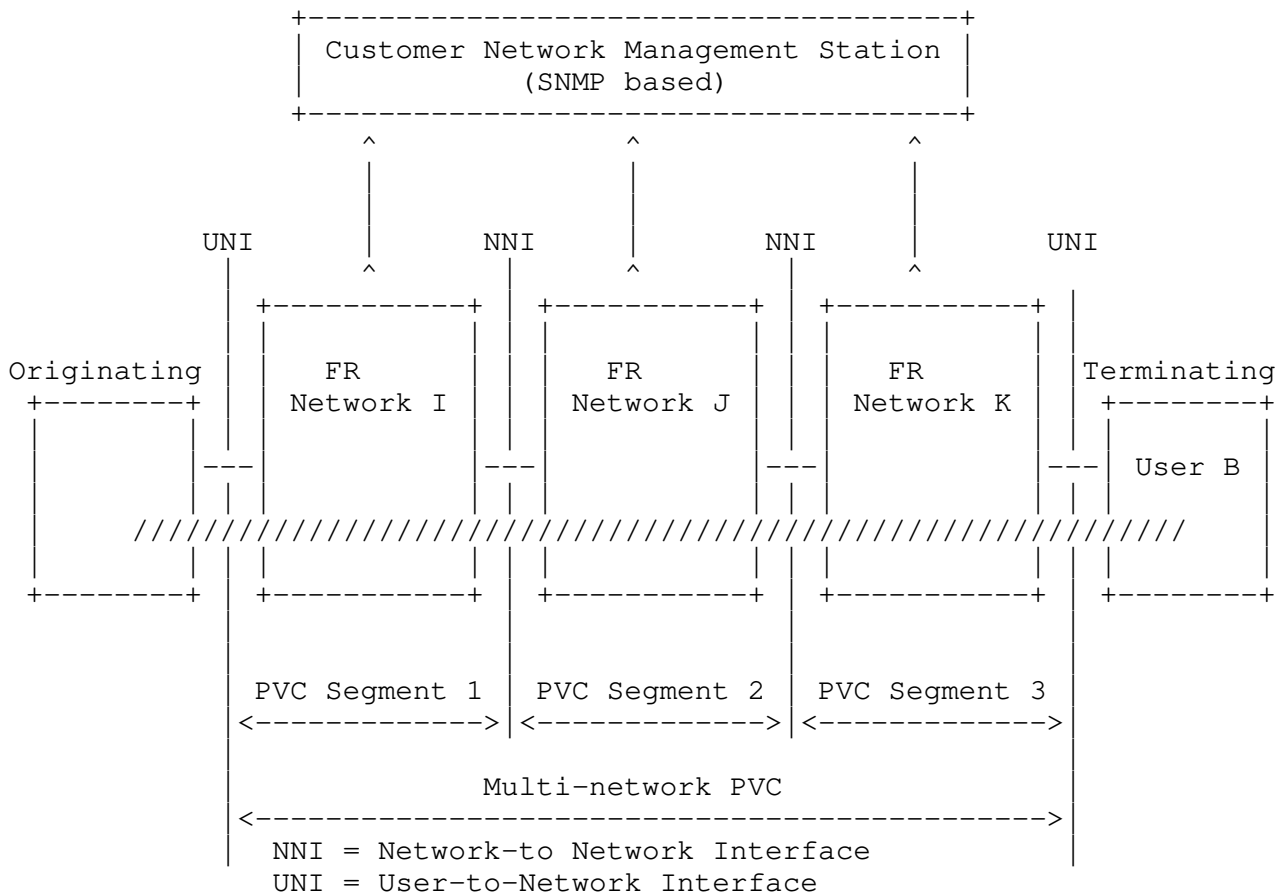 Customer Network Management Station
(SNMP based)
UNI NNI NNI UNI
Originating FR FR FR Terminating
Network I Network J Network K
User B
PVC Segment 1 PVC Segment 2 PVC Segment 3
Multi-network PVC
NNI = Network-to Network Interface
UNI = User-to-Network Interface